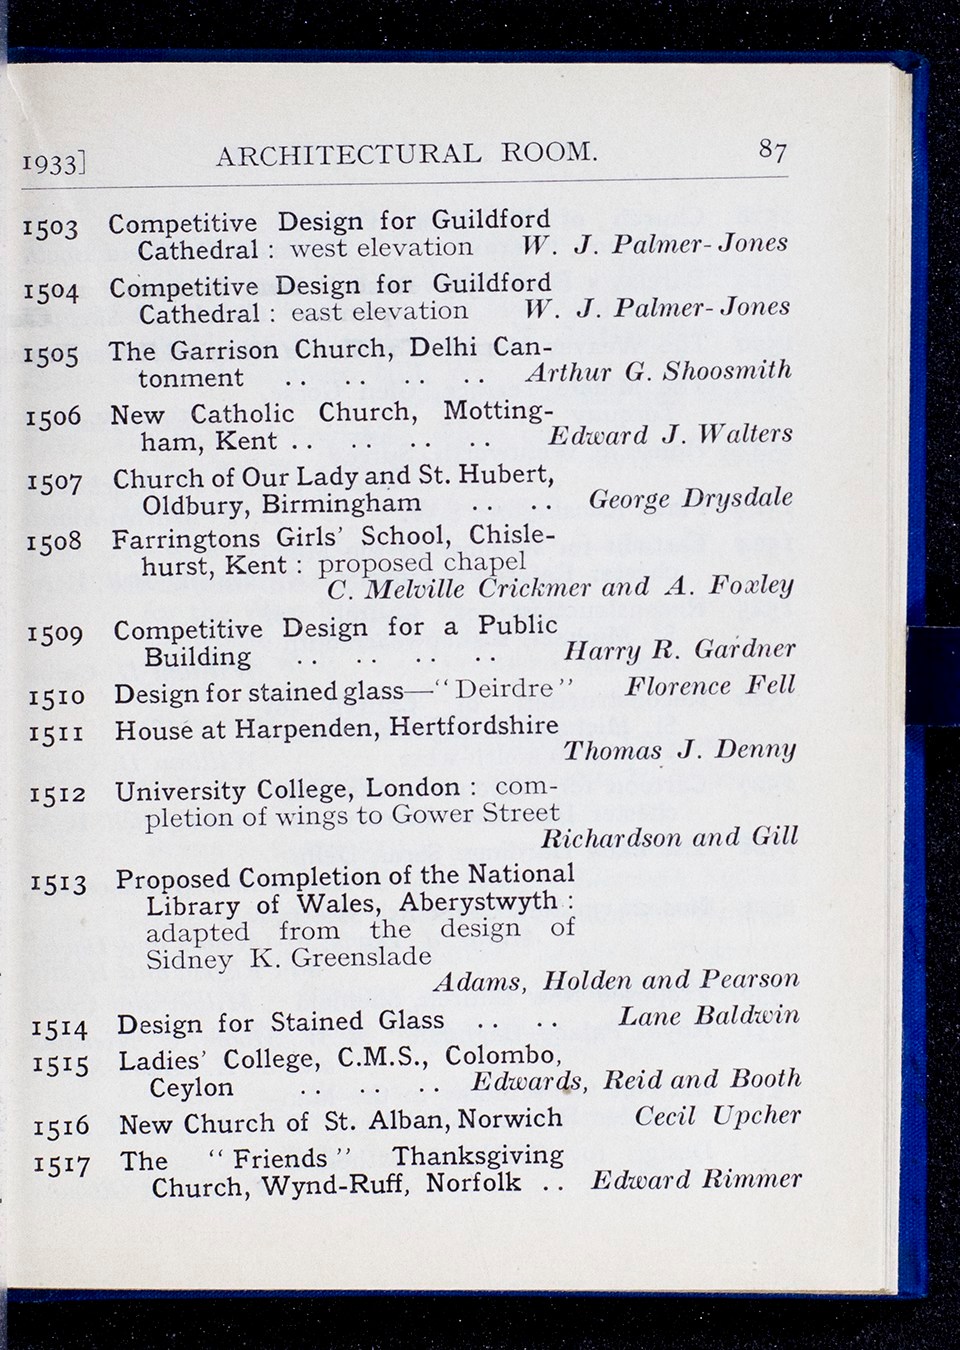 1933] ARCHITECTURAL ROOM. 87
1503 Competitive Design for Guildford
Cathedral : west elevation W. J. Palmer-Jones
1504 Competitive Design for Guildford
Cathedral : east elevation W. J. Palmer-Jones
1505 The Garrison Church, Delhi Can-
tonment .. .. .. .. Arthur G. Shoosmith
1506 New Catholic Church, Motting-
ham, Kent .. .. .. .. Edward J. Walters
1507 Church of Our Lady and St. Hubert,
Oldbury, Birmingham .. .. George Drysdale
1508 Farringtons Girls' School, Chisle-
hurst, Kent : proposed chapel
C. Melville Crickmer and A. Foxley
1509 Competitive Design for a Public
Building .. .. .. .. Harry R. Gardner
1510 Design for stained glass—"Deirdre" Florence Fell
1511 House at Harpenden, Hertfordshire
Thomas J. Denny
1512 University College, London : com-
pletion of wings to Gower Street
Richardson and Gill
1513 Proposed Completion of the National
Library of Wales, Aberystwyth :
adapted from the design of
Sidney K. Greenslade
Adams, Holden and Pearson
1514 Design for Stained Glass .. .. Lane Baldwin
1515 Ladies' College, C.M.S., Colombo,
Ceylon .. .. .. Edwards, Reid and Booth
1516 New Church of St. Alban, Norwich Cecil Upcher
1517 The "Friends" Thanksgiving
Church, Wynd-Ruff, Norfolk .. Edward Rimmer